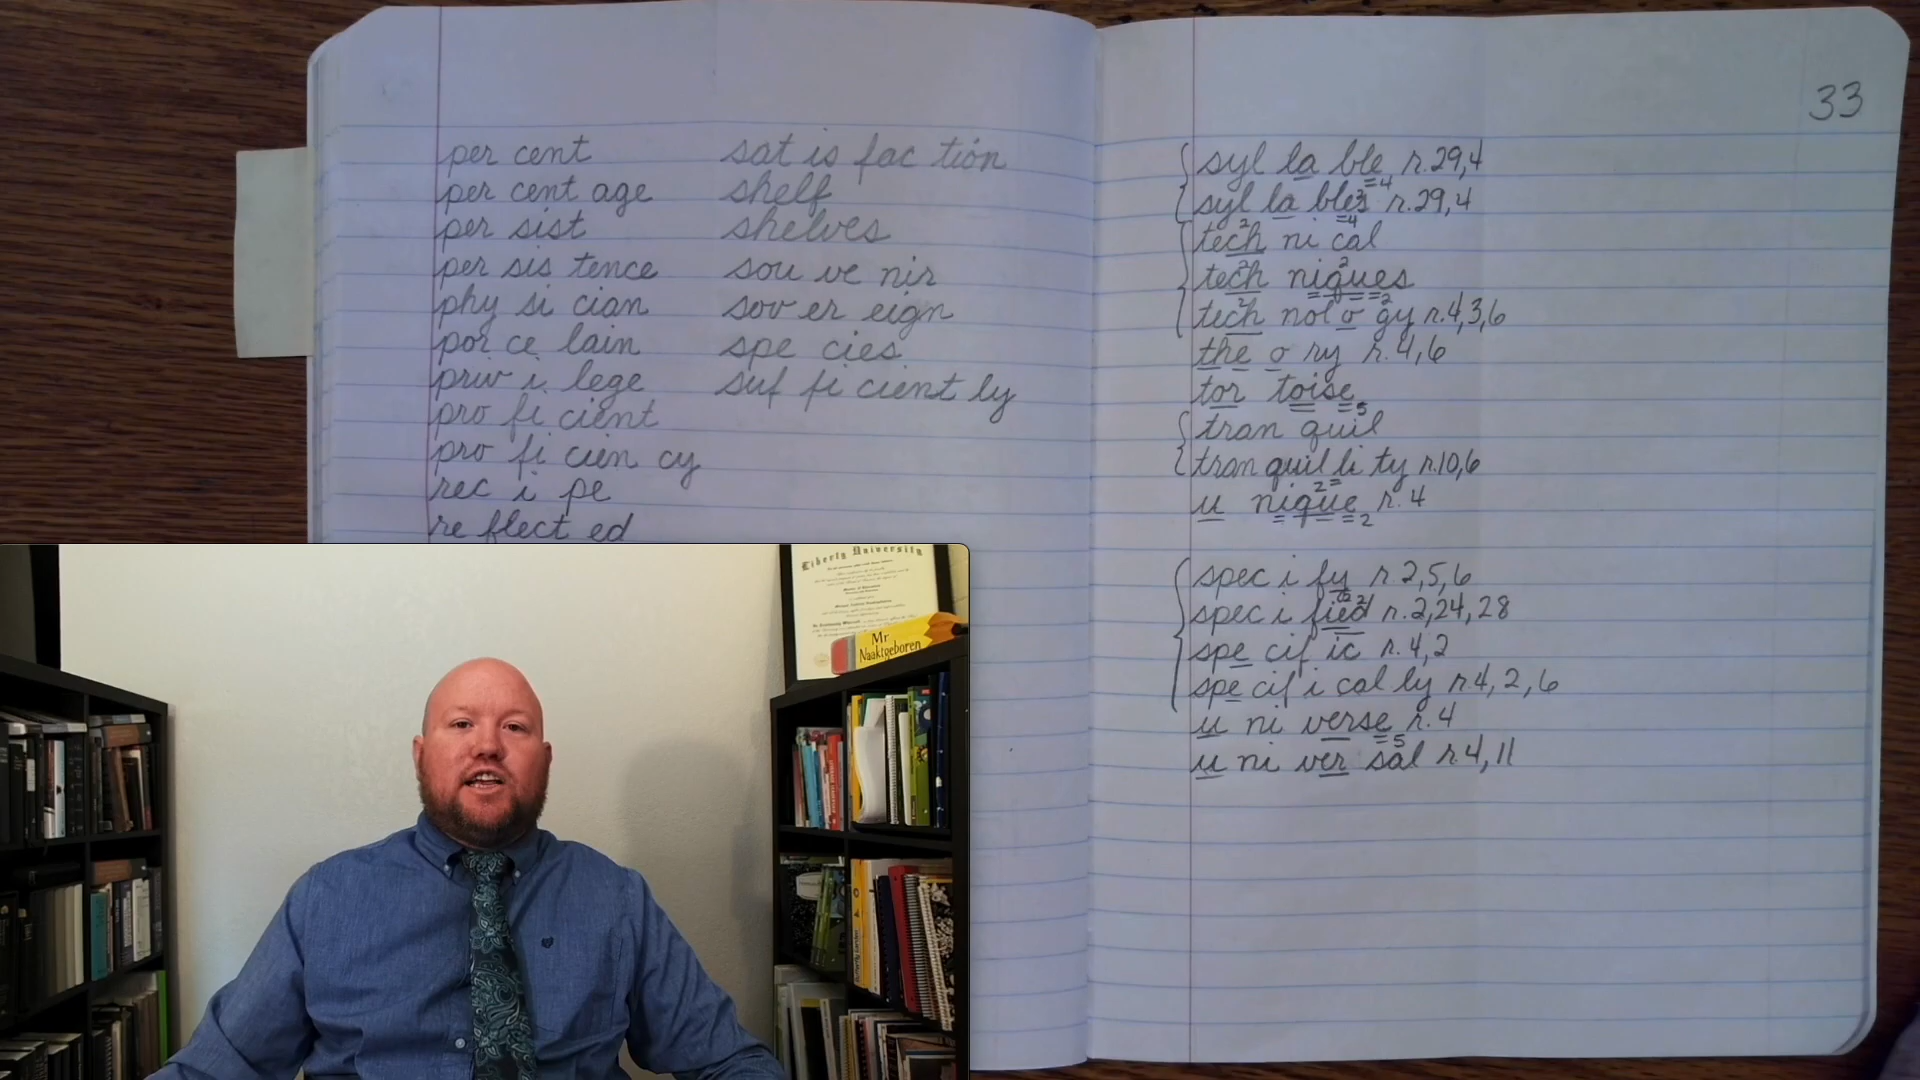 33
per cent
per cent age
per sist
per sis tence
phy si cian
por ce lain
priv i lege
pro fi cient
pro fi cien cy
rec i pe
re flect ed
sat is fac tion
shelf
shelves
sou ve nir
sov er eign
spe cies
suf fi cient ly
syl la ble r.29,4
syl la bles r.29,4
tech ni cal
tech niques
tech nol o gy r.4,3,6
the o ry r.4,6
tor toise
tran quil
tran quil li ty r.10,6
u nique r.4
spec i fy r.2,5,6
spec i fied r.2,24,28
spe cif ic r.4,2
spe cif i cal ly r.4,2,6
u ni verse r.4
u ni ver sal r.4,11
Liberty University
Mr
Naaktgeboren